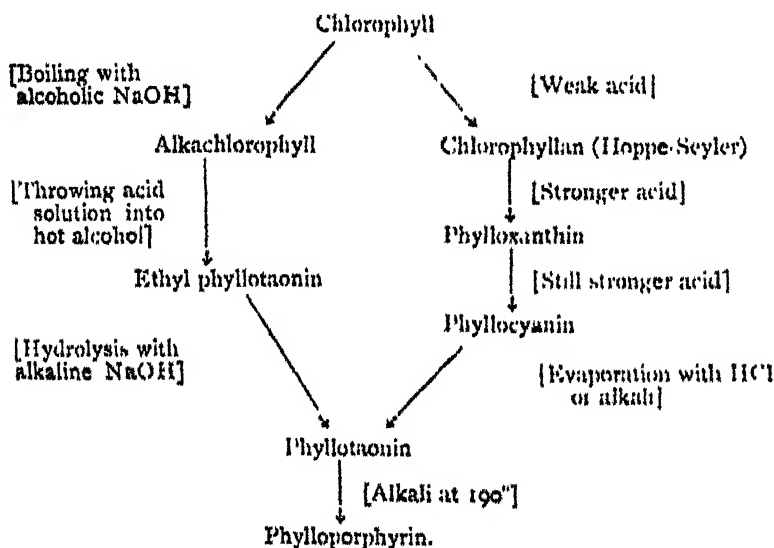 Chlorophyll
[Boiling with
alcoholic NaOH]
[Weak acid]
Alkachlorophyll
Chlorophyllan (Hoppe-Seyler)
[Throwing acid
solution into
hot alcohol]
[Stronger acid]
Phylloxanthin
Ethyl phyllotaonin
[Still stronger acid]
Phyllocyanin
[Hydrolysis with
alkaline NaOH]
[Evaporation with HCl
or alkali]
Phyllotaonin
[Alkali at 190°]
Phylloporphyrin.